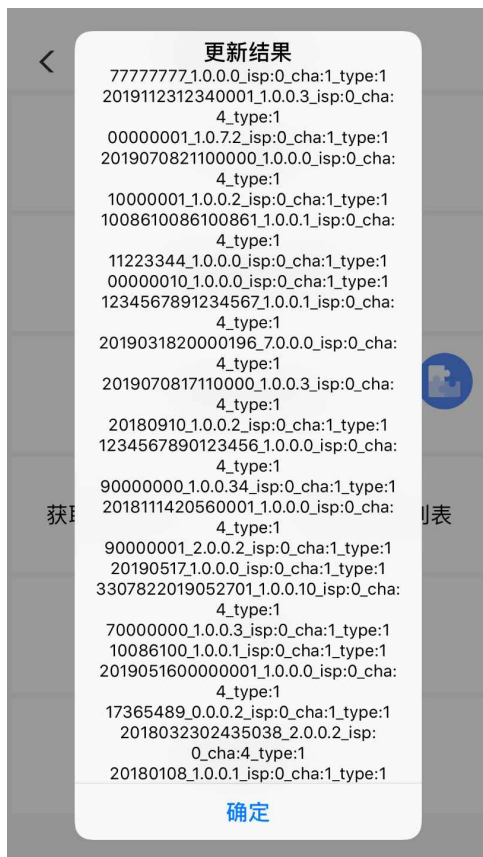 更新结果
77777777_1.0.0.0_isp:0_cha:1_type:1
2019112312340001_1.0.0.3_isp:0_cha:
4_type:1
00000001_1.0.7.2_isp:0_cha:1_type:1
2019070821100000_1.0.0.0_isp:0_cha:
4_type:1
10000001_1.0.0.2_isp:0_cha:1_type:1
1008610086100861_1.0.0.1_isp:0_cha:
4_type:1
11223344_1.0.0.0_isp:0_cha:1_type:1
00000010_1.0.0.0_isp:0_cha:1_type:1
1234567891234567_1.0.0.1_isp:0_cha:
4_type:1
2019031820000196_7.0.0.0_isp:0_cha:
4_type:1
2019070817110000_1.0.0.3_isp:0_cha:
4_type:1
20180910_1.0.0.2_isp:0_cha:1_type:1
1234567890123456_1.0.0.0_isp:0_cha:
4_type:1
90000000_1.0.0.34_isp:0_cha:1_type:1
获
2018111420560001_1.0.0.0_isp:0_cha:
列表
4_type:1
90000001_2.0.0.2_isp:0_cha:1_type:1
20190517_1.0.0.0_isp:0_cha:1_type:1
3307822019052701_1.0.0.10_isp:0_cha:
4_type:1
70000000_1.0.0.3_isp:0_cha:1_type:1
10086100_1.0.0.1_isp:0_cha:1_type:1
2019051600000001_1.0.0.0_isp:0_cha:
4_type:1
17365489_0.0.0.2_isp:0_cha:1_type:1
2018032302435038_2.0.0.2_isp:
0_cha:4_type:1
20180108_1.0.0.1_isp:0_cha:1_type:1
确定